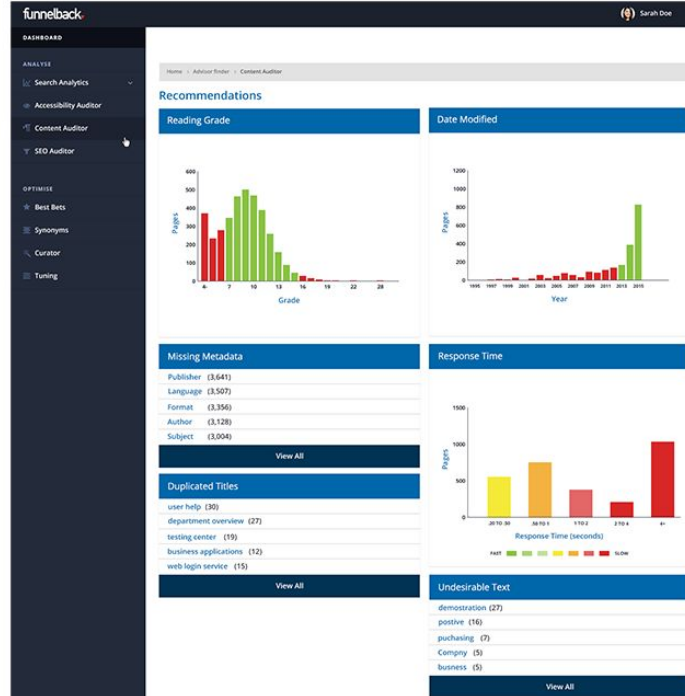 funnelback
Sarah Doe
DASHBOARD
ANALYSE
Search Analytics
Accessibility Auditor
Content Auditor
SEO Auditor
OPTIMISE
Best Bets
Synonyms
Curator
Tuning
Home > Advisor finder > Content Auditor
Recommendations
Reading Grade
600
500
400
300
200
100
0
Pages
4- 7 10 13 16 19 22 28
Grade
Date Modified
1200
1000
800
600
400
200
0
Pages
1995 1997 1999 2001 2003 2005 2007 2009 2011 2013 2015
Year
Missing Metadata
Publisher (3,641)
Language (3,507)
Format (3,356)
Author (3,128)
Subject (3,004)
View All
Duplicated Titles
user help (30)
department overview (27)
testing center (19)
business applications (12)
web login service (15)
View All
Response Time
1500
1000
500
0
Pages
.20 TO .50 .50 TO 1 1 TO 2 2 TO 4
Response Time (seconds)
FAST SLOW
Undesirable Text
demostration (27)
postive (16)
puchasing (7)
Compny (5)
busness (5)
View All